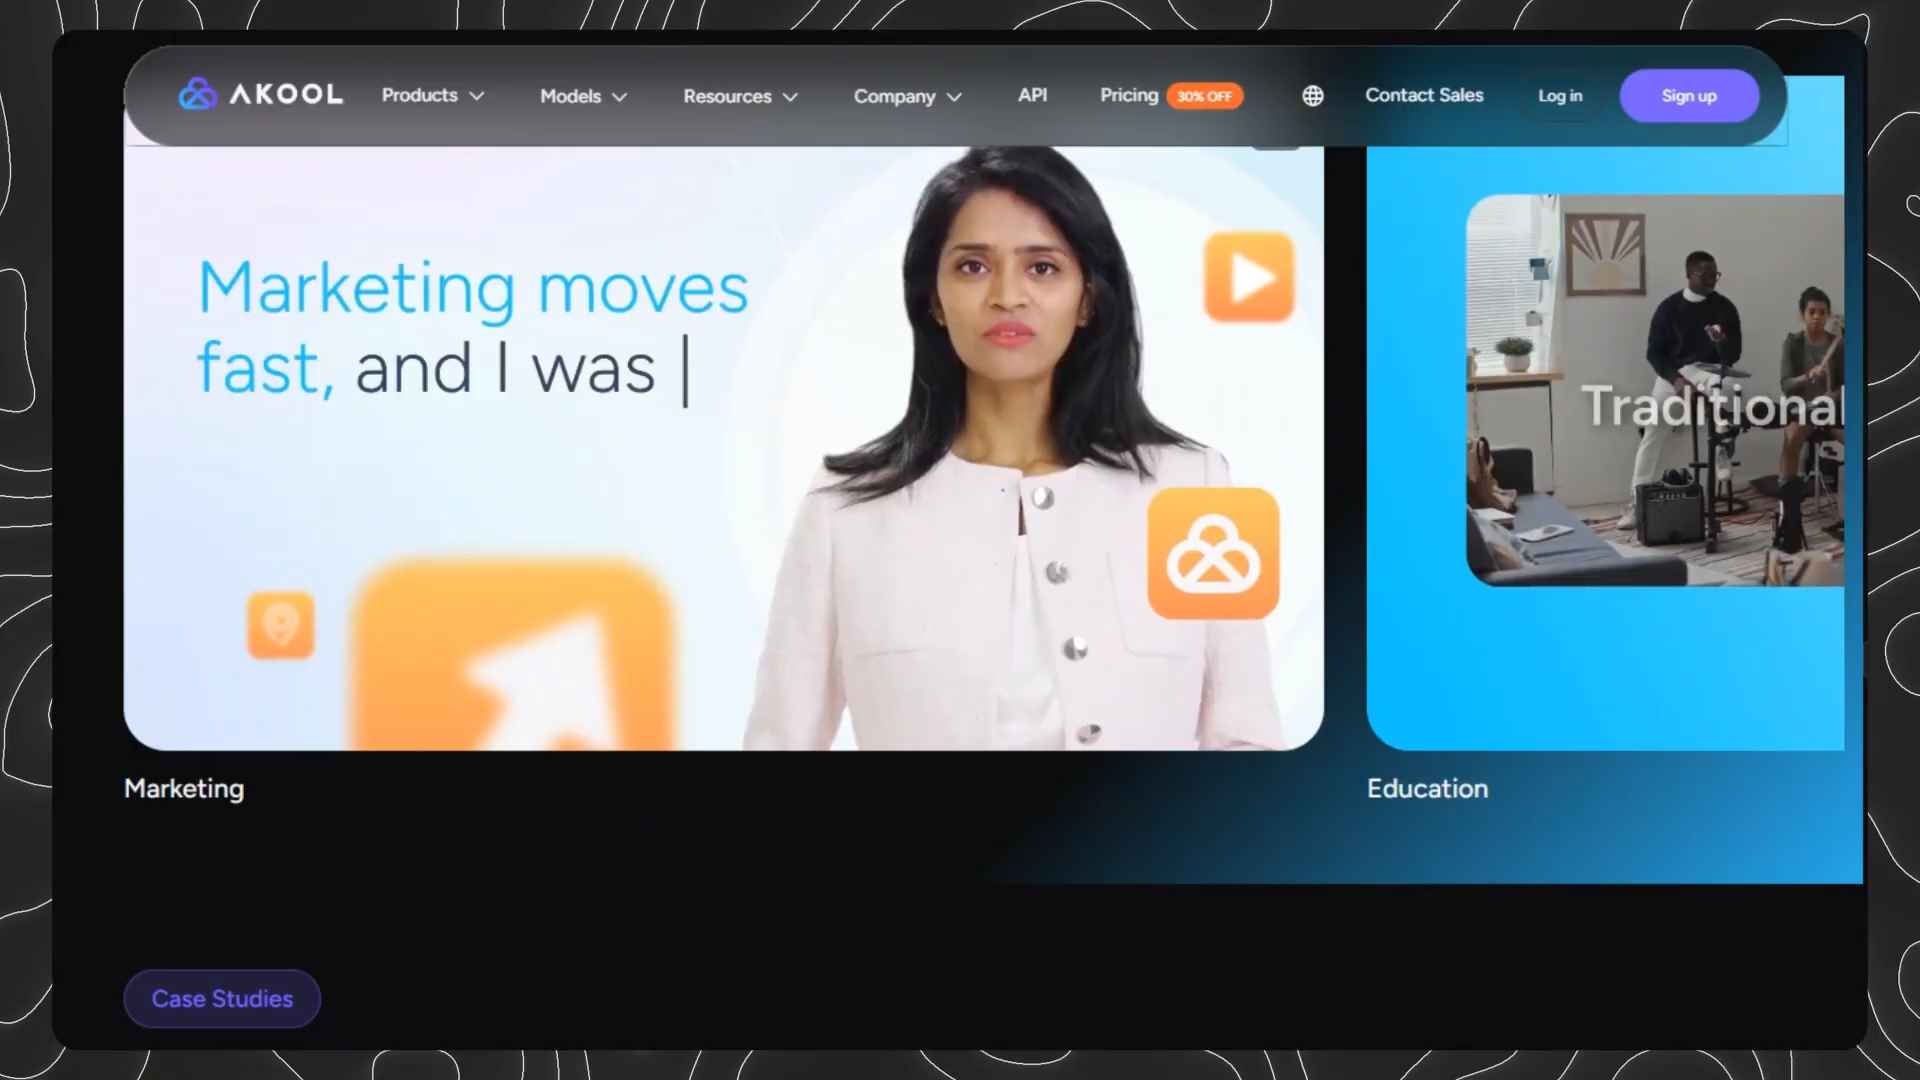 AKOOL
Products
Models
Resources
Company
API
Pricing
30% OFF
Contact Sales
Log in
Sign up
Marketing moves
fast, and I was |
Traditional
Marketing
Education
Case Studies